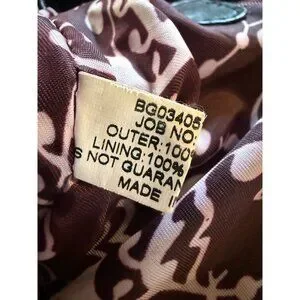 BG03405
JOB NO:
OUTER:100%
LINING:100%
S NOT GUARAN
MADE I